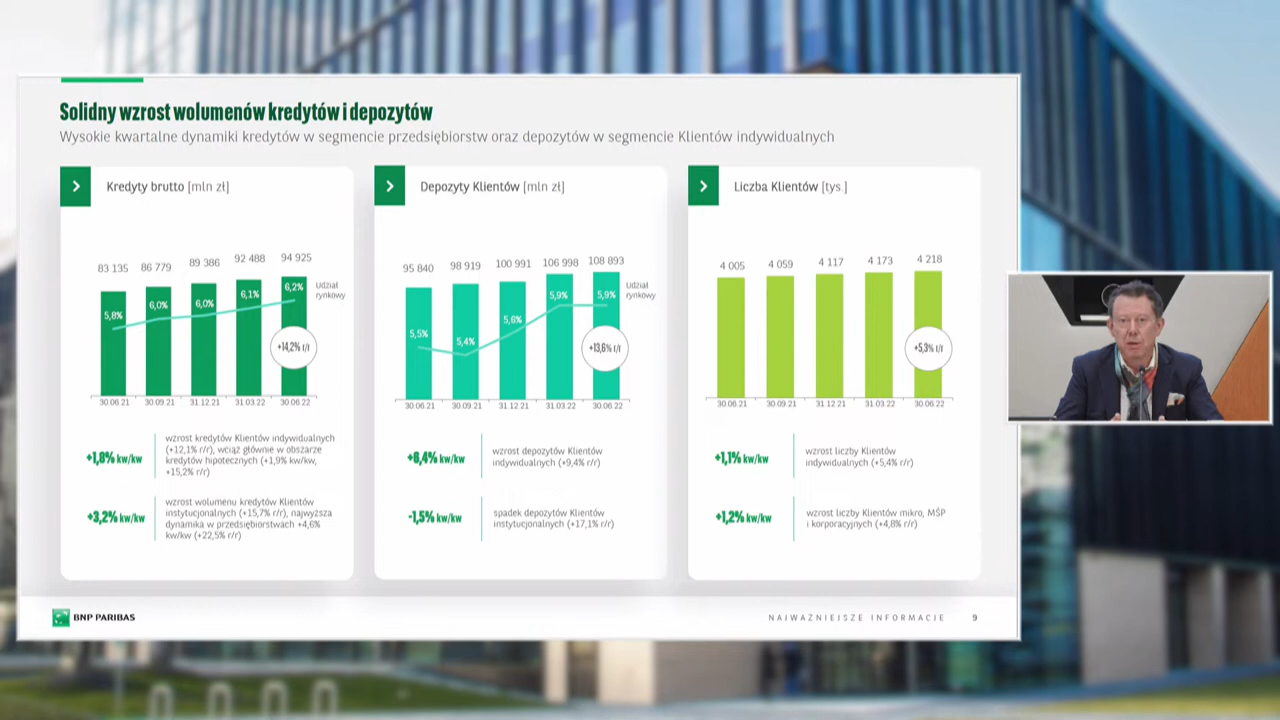 Solidny wzrost wolumenów kredytów i depozytów
Wysokie kwartalne dynamiki kredytów w segmencie przedsiębiorstw oraz depozytów w segmencie Klientów indywidualnych
Kredyty brutto [mln zł]
83 135
86 779
89 386
92 488
94 925
5,8%
6,0%
6,0%
6,1%
6,2%
Udział
rynkowy
+14,2% r/r
30.06.21
30.09.21
31.12.21
31.03.22
30.06.22
+1,8% kw/kw
wzrost kredytów Klientów indywidualnych
(+12,1% r/r), wciąż głównie w obszarze
kredytów hipotecznych (+1,9% kw/kw,
+15,2% r/r)
+3,2% kw/kw
wzrost wolumenu kredytów Klientów
instytucjonalnych (+15,7% r/r), najwyższa
dynamika w przedsiębiorstwach +4,6%
kw/kw (+22,5% r/r)
Depozyty Klientów [mln zł]
95 840
98 919
100 991
106 998
108 893
5,5%
5,4%
5,6%
5,9%
5,9%
Udział
rynkowy
+13,6% r/r
30.06.21
30.09.21
31.12.21
31.03.22
30.06.22
kw/kw
wzrost depozytów Klientów
indywidualnych (+9,4% r/r)
-1,5% kw/kw
spadek depozytów Klientów
instytucjonalnych (+17,1% r/r)
Liczba Klientów [tys.]
4 005
4 059
4 117
4 173
4 218
+5,3% r/r
30.06.21
30.09.21
31.12.21
31.03.22
30.06.22
+1,1% kw/kw
wzrost liczby Klientów
indywidualnych (+5,4% r/r)
+1,2% kw/kw
wzrost liczby Klientów mikro, MŚP
i korporacyjnych (+4,8% r/r)
BNP PARIBAS
NAJWAŻNIEJSZE INFORMACJE
9